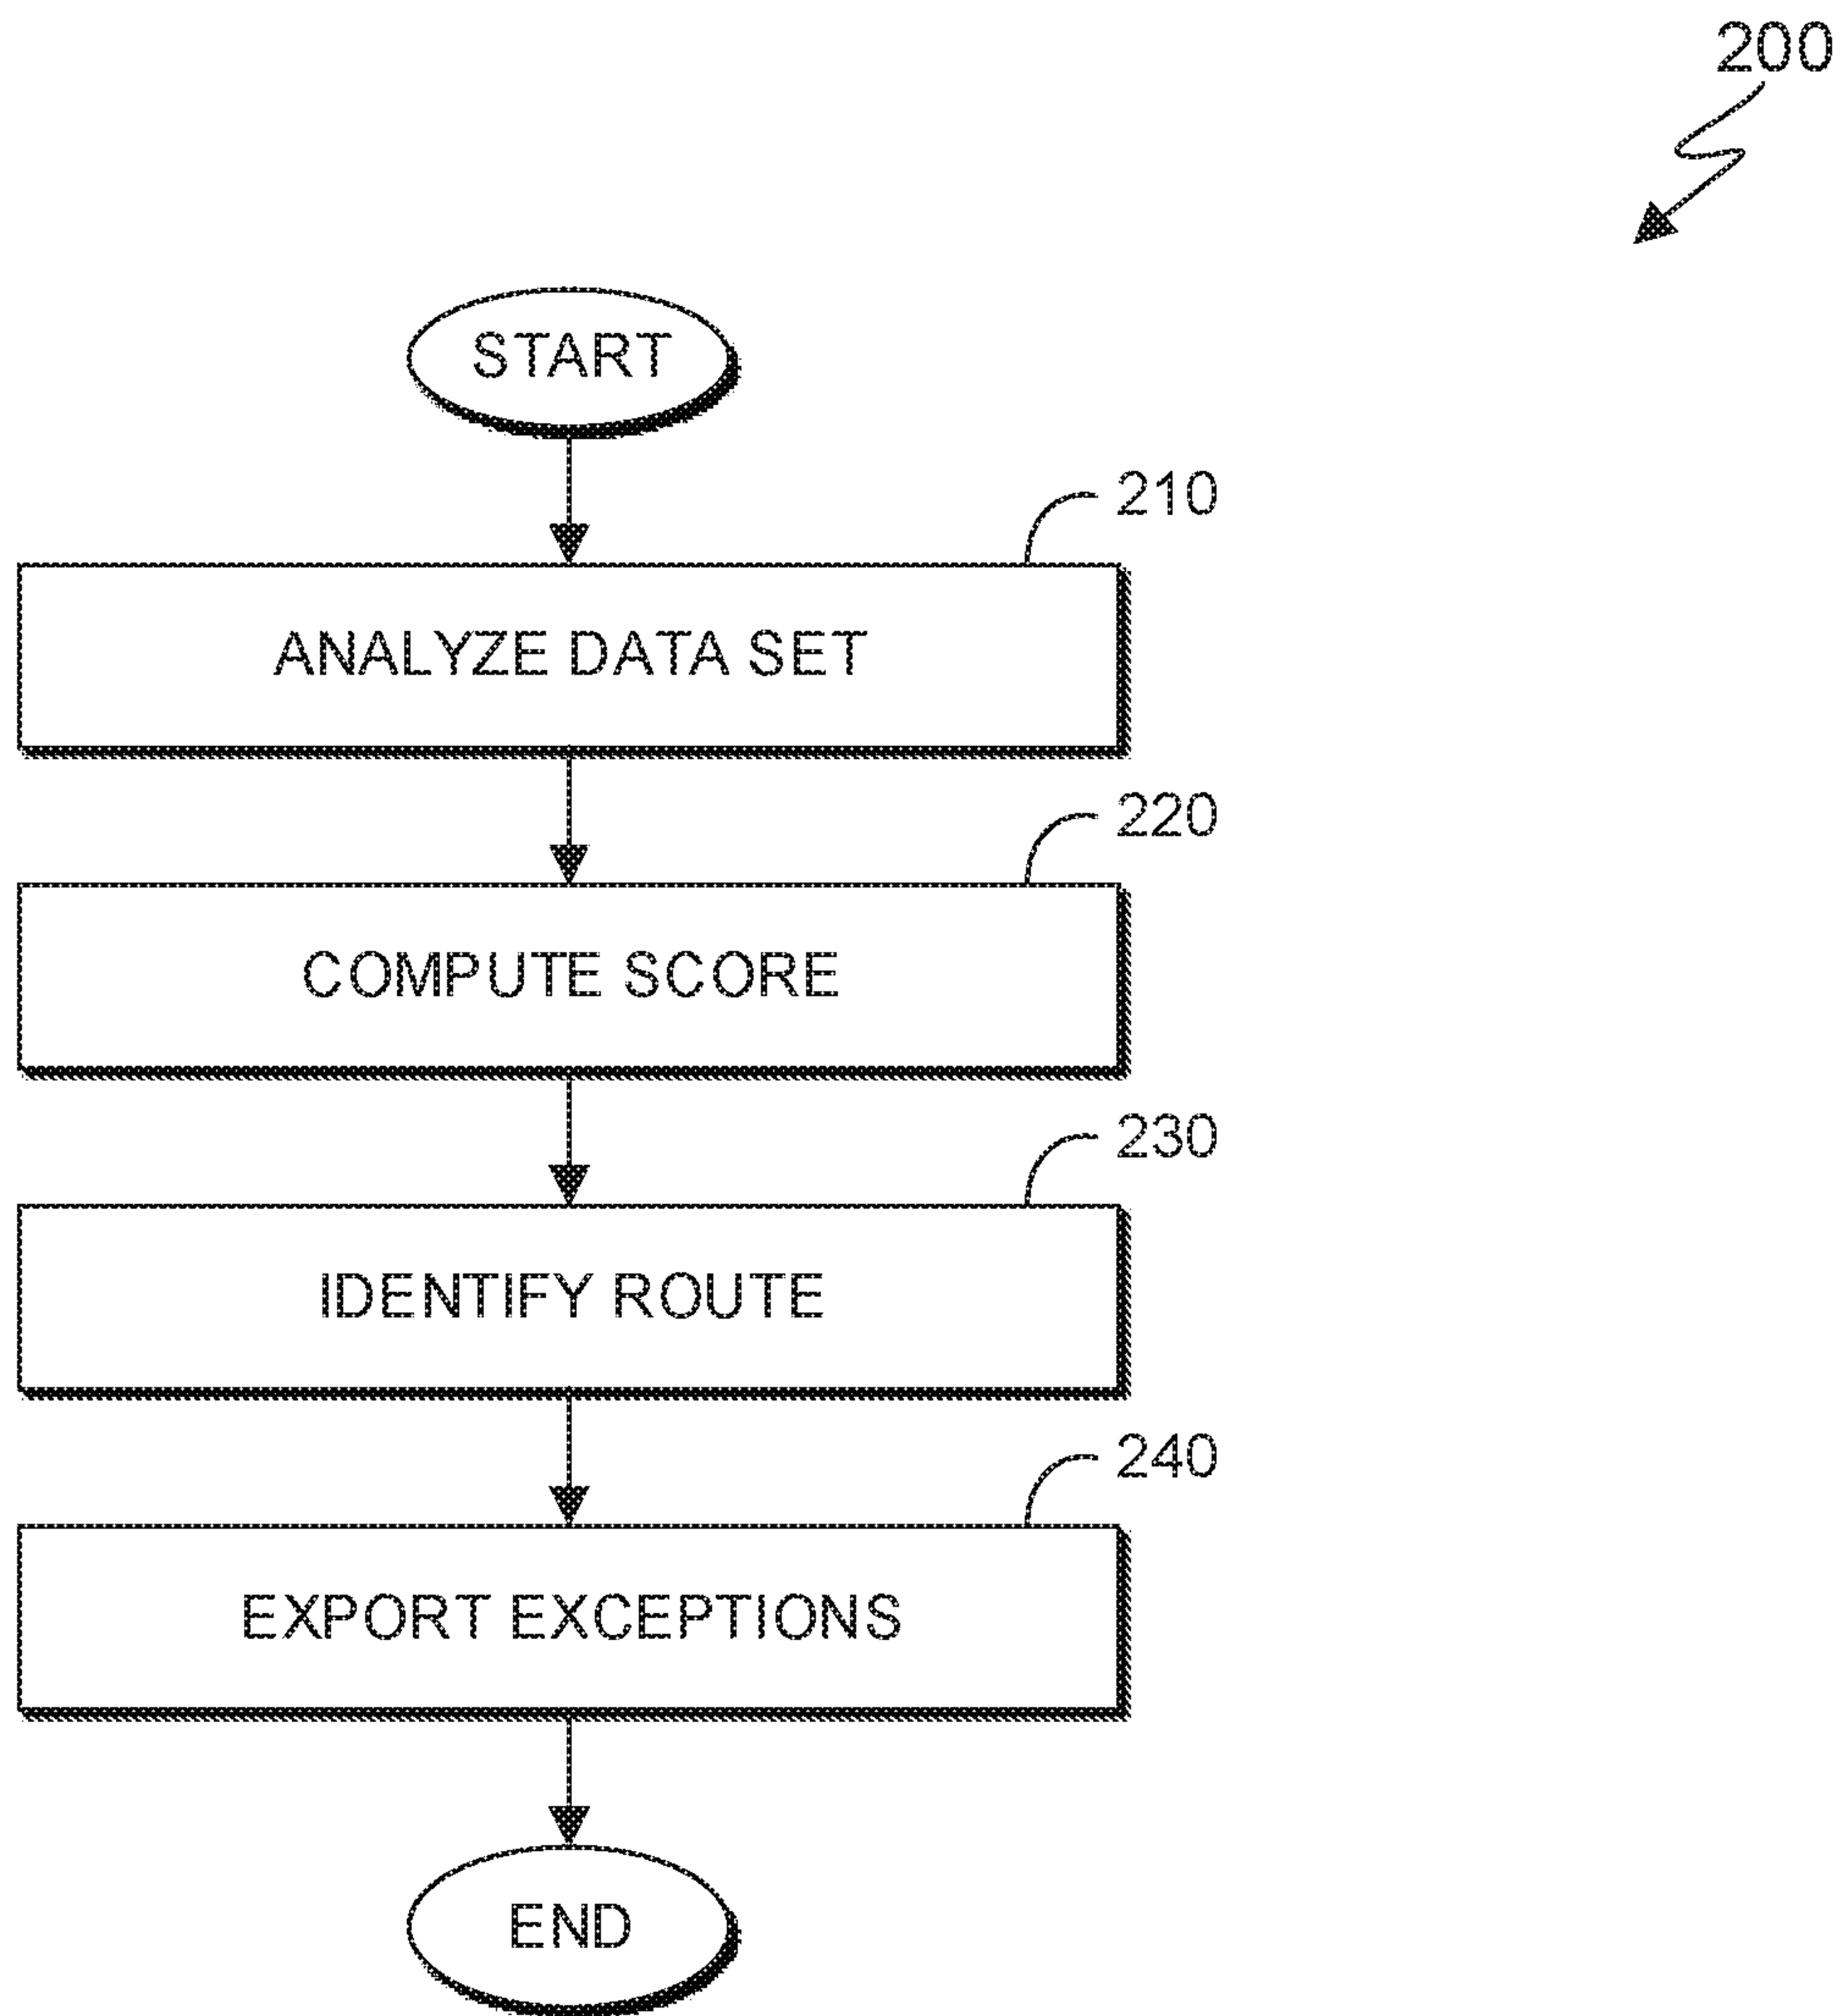 200
START
210
ANALYZE DATA SET
220
COMPUTE SCORE
230
IDENTIFY ROUTE
240
EXPORT EXCEPTIONS
END